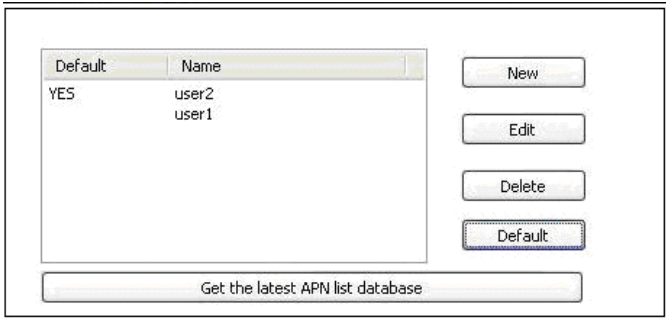 Default Name
YES user2
user1
New
Edit
Delete
Default
Get the latest APN list database